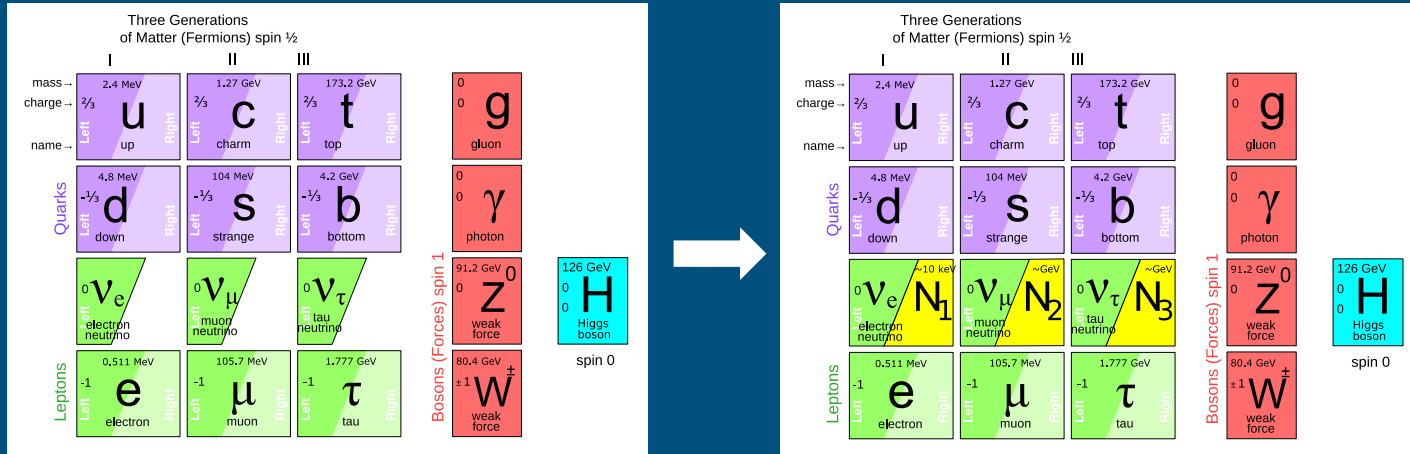 Three Generations
of Matter (Fermions) spin ½
I II III
mass→ 2.4 MeV 1.27 GeV 173.2 GeV 0
charge→ ⅔ u ⅔ c ⅔ t 0 g
Left Right Left Right Left Right
name→ up charm top gluon
Quarks
4.8 MeV 104 MeV 4.2 GeV 0
-⅓ d -⅓ s -⅓ b 0 γ
Left Right Left Right Left Right
down strange bottom photon
Bosons (Forces) spin 1
91.2 GeV 126 GeV
0 νe 0 νμ 0 ντ 0 Z⁰ 0 0 H
Left Left Left
electron neutrino muon neutrino tau neutrino weak force Higgs boson
spin 0
Leptons
0.511 MeV 105.7 MeV 1.777 GeV 80.4 GeV
-1 e -1 μ -1 τ ±1 W±
Left Right Left Right Left Right
electron muon tau weak force
Three Generations
of Matter (Fermions) spin ½
I II III
mass→ 2.4 MeV 1.27 GeV 173.2 GeV 0
charge→ ⅔ u ⅔ c ⅔ t 0 g
Left Right Left Right Left Right
name→ up charm top gluon
Quarks
4.8 MeV 104 MeV 4.2 GeV 0
-⅓ d -⅓ s -⅓ b 0 γ
Left Right Left Right Left Right
down strange bottom photon
Bosons (Forces) spin 1
~10 keV ~GeV ~GeV 91.2 GeV 126 GeV
0 νe N1 0 νμ N2 0 ντ N3 0 Z⁰ 0 0 H
Left Left Left
electron neutrino muon neutrino tau neutrino weak force Higgs boson
spin 0
Leptons
0.511 MeV 105.7 MeV 1.777 GeV 80.4 GeV
-1 e -1 μ -1 τ ±1 W±
Left Right Left Right Left Right
electron muon tau weak force